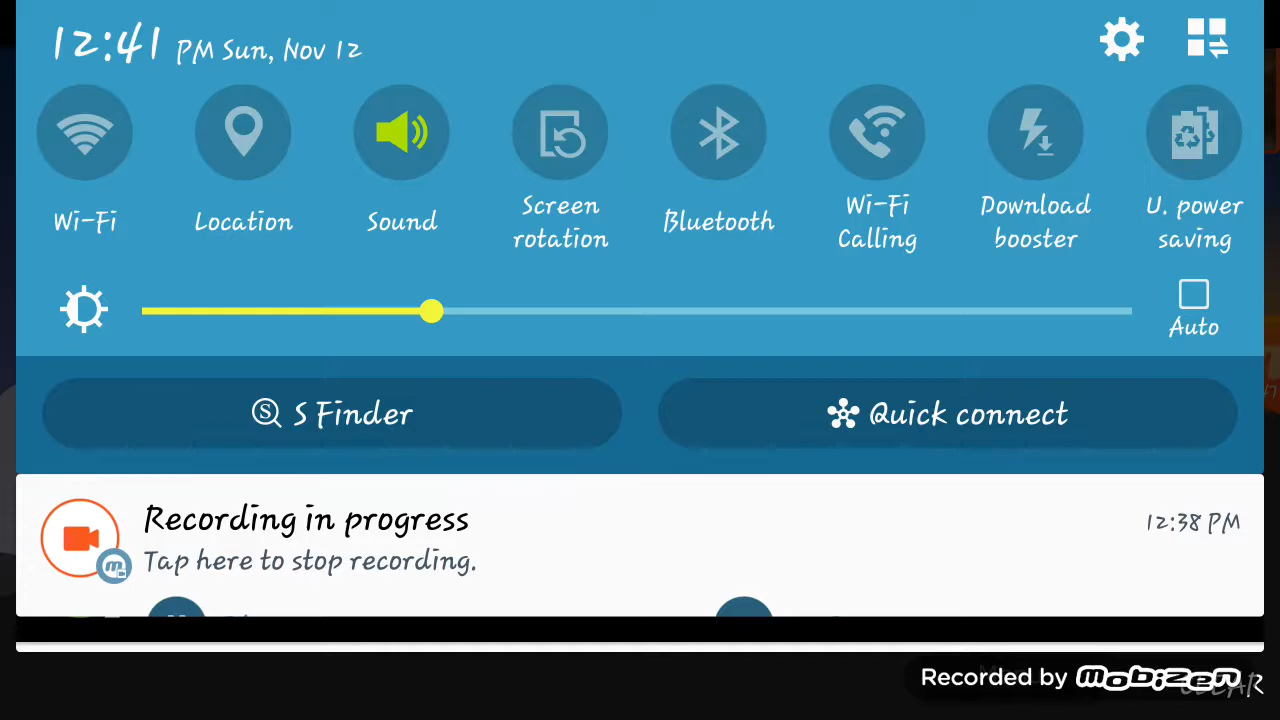 12:41 PM Sun, Nov 12
Wi-Fi
Location
Sound
Screen rotation
Bluetooth
Wi-Fi Calling
Download booster
U. power saving
Auto
S Finder
Quick connect
Recording in progress
12:38 PM
Tap here to stop recording.
Recorded by mobizen